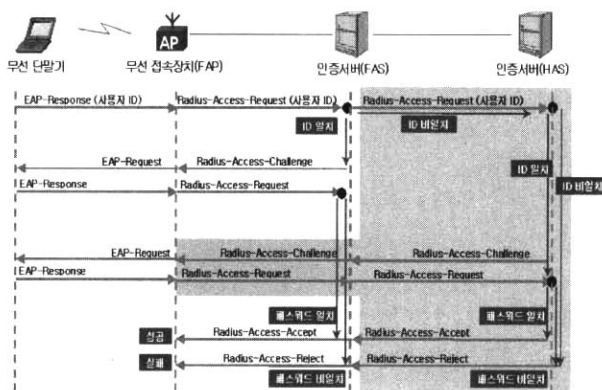 AP
무선 단말기
무선 접속장치(FAP)
인증서버(FAS)
인증서버(HAS)
EAP-Response (사용자 ID)
Radius-Access-Request (사용자 ID)
Radius-Access-Request (사용자 ID)
ID 일치
ID 비일치
EAP-Request
Radius-Access-Challenge
ID 일치
ID 비일치
EAP-Response
Radius-Access-Request
EAP-Request
Radius-Access-Challenge
Radius-Access-Challenge
EAP-Response
Radius-Access-Request
Radius-Access-Request
패스워드 일치
패스워드 일치
성공
Radius-Access-Accept
Radius-Access-Accept
실패
Radius-Access-Reject
Radius-Access-Reject
패스워드 비일치
패스워드 비일치